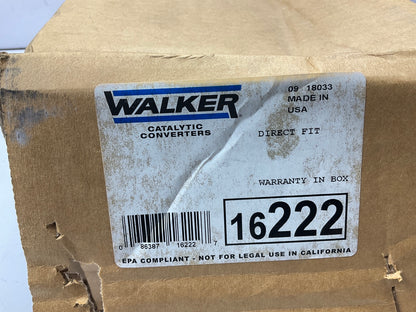 WALKER®
CATALYTIC
CONVERTERS
09 18033
MADE IN
USA
DIRECT FIT
WARRANTY IN BOX
16222
0 86387 16222 7
EPA COMPLIANT - NOT FOR LEGAL USE IN CALIFORNIA